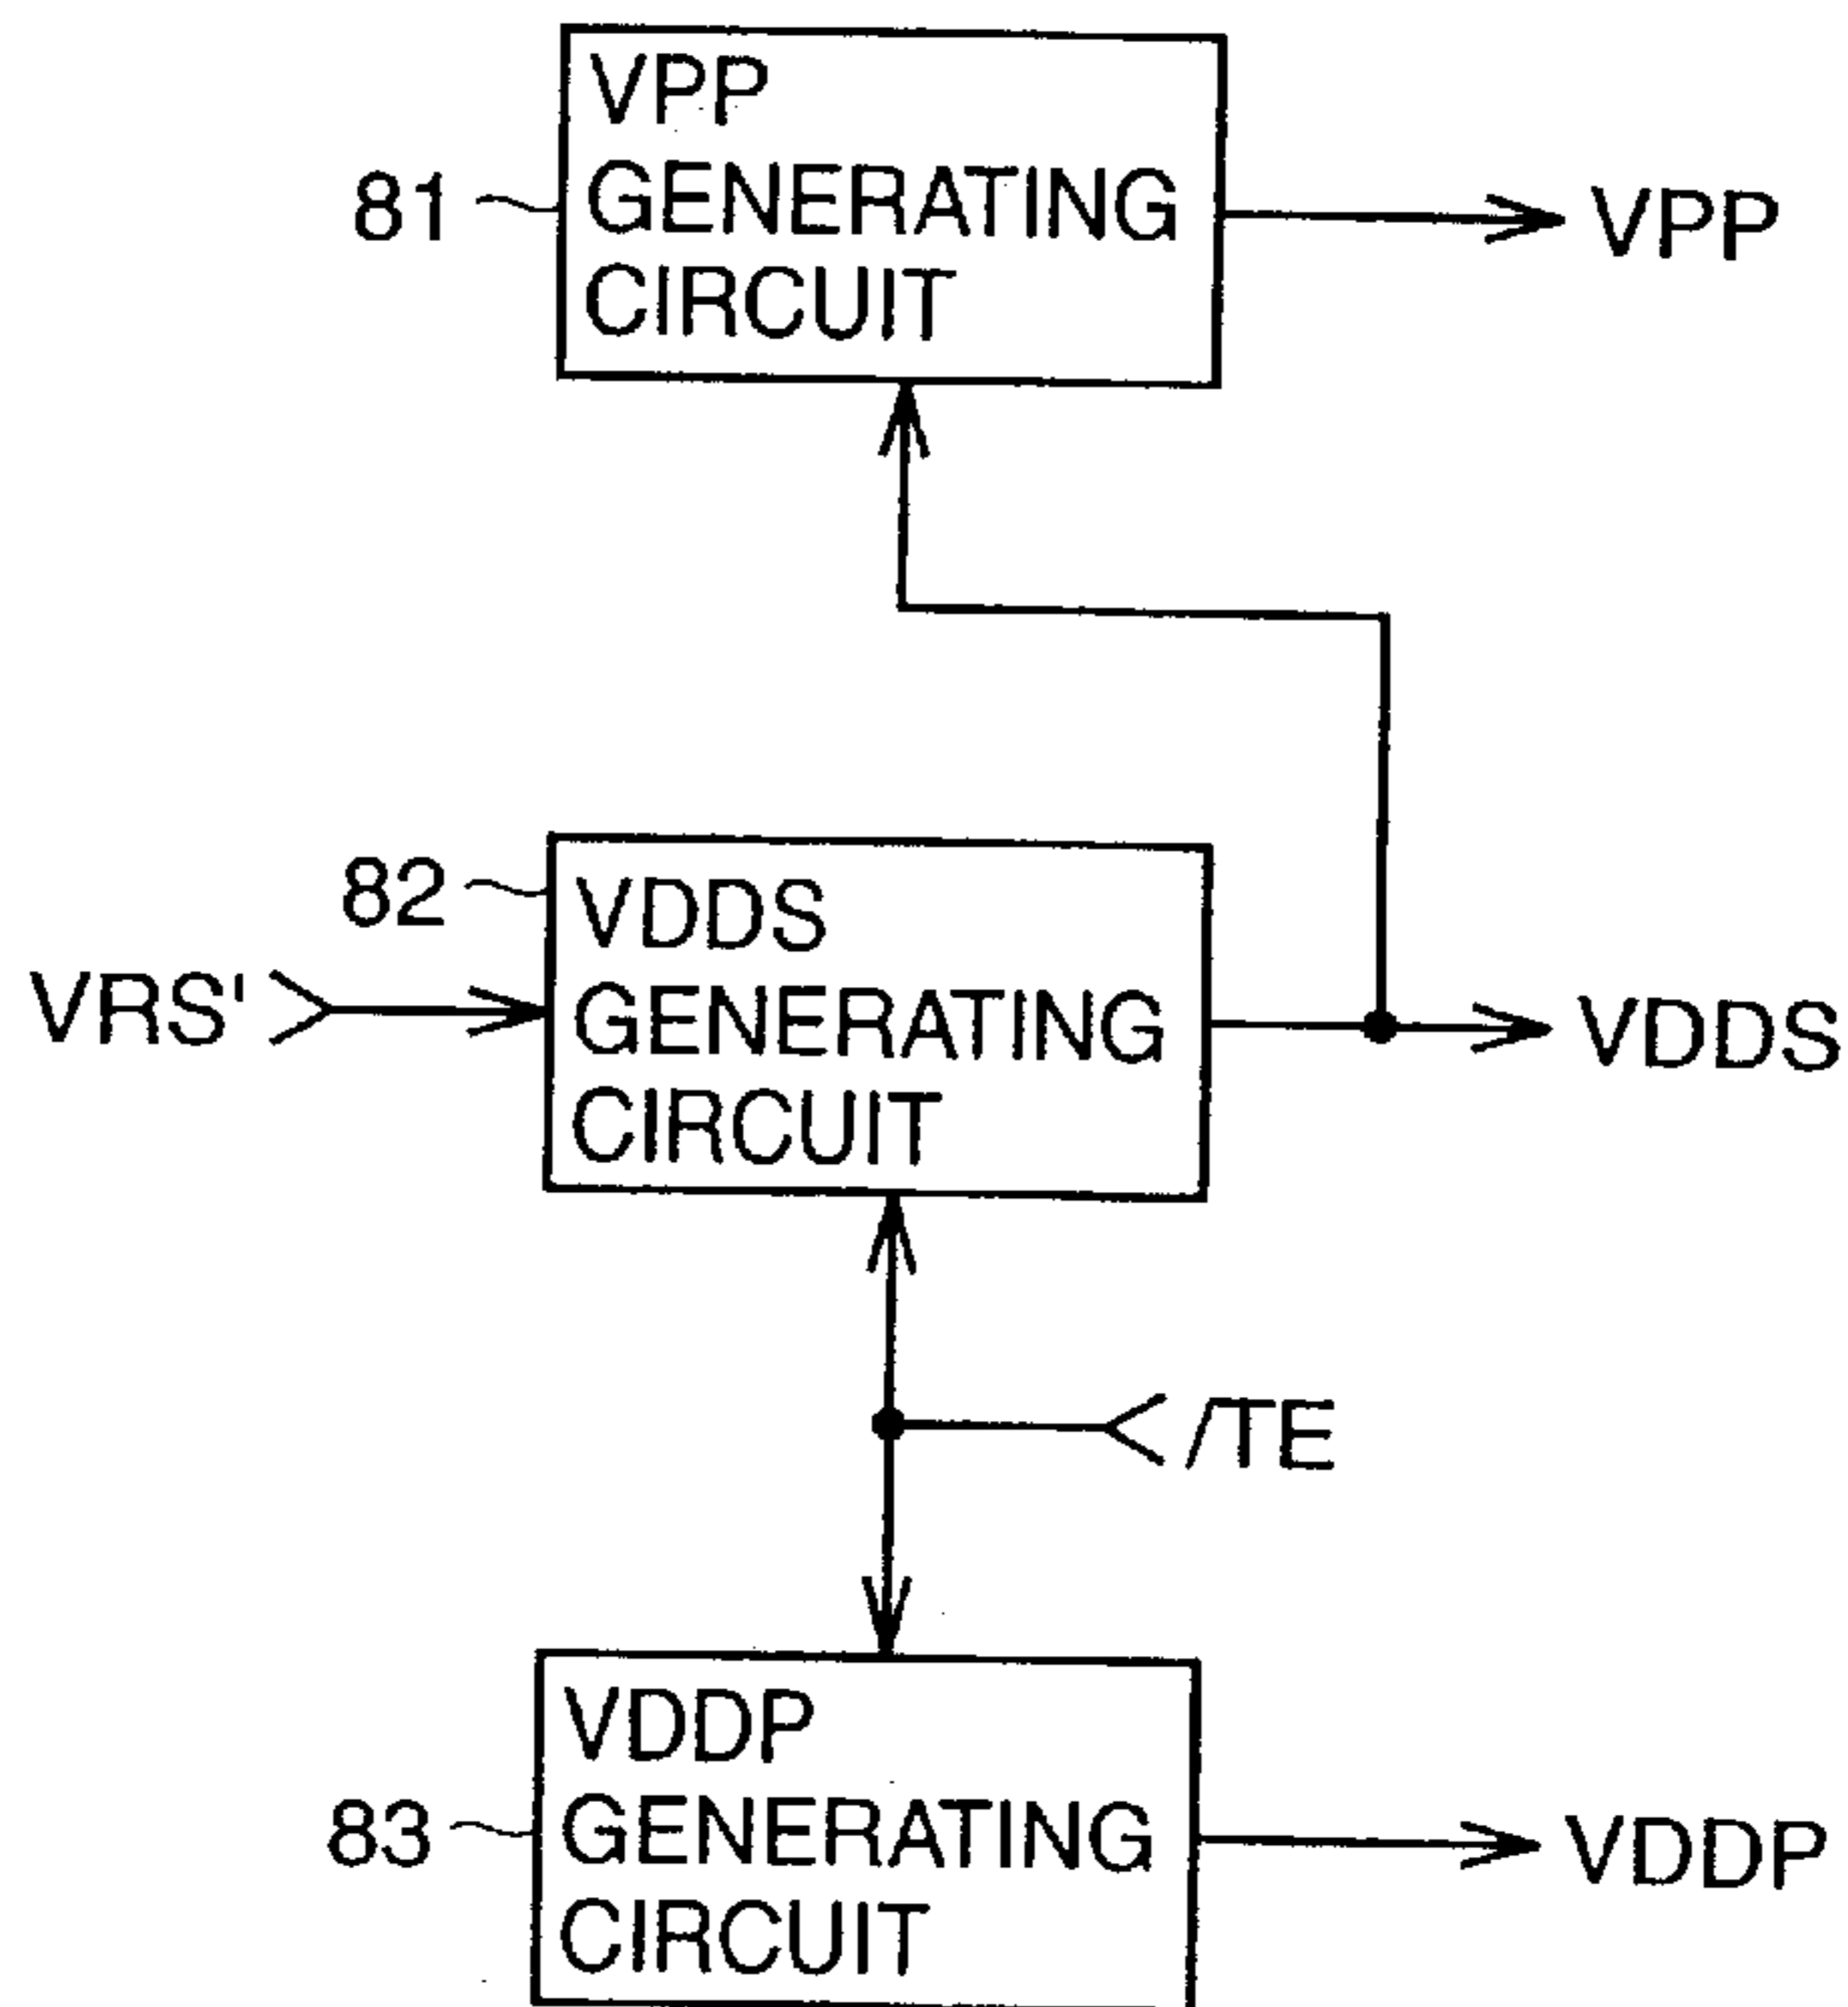 VPP
GENERATING
CIRCUIT
81
VPP
82
VDDS
GENERATING
CIRCUIT
VRS'
VDDS
/TE
VDDP
GENERATING
CIRCUIT
83
VDDP